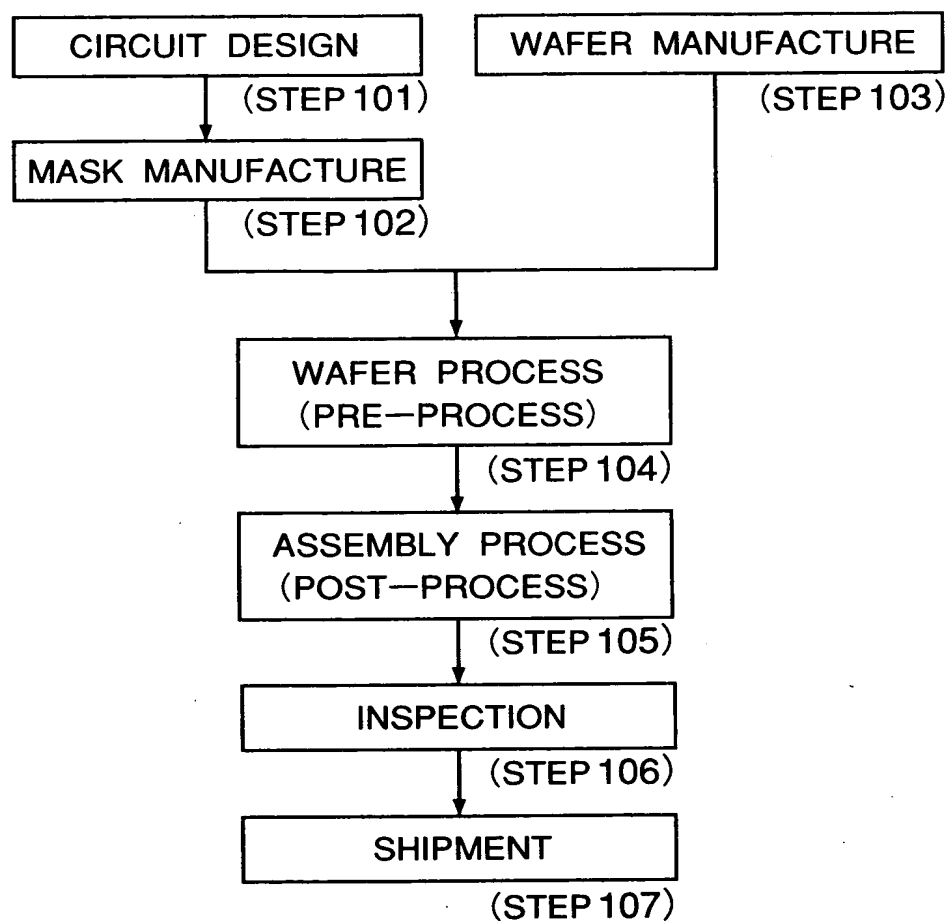 CIRCUIT DESIGN
(STEP 101)
MASK MANUFACTURE
(STEP 102)
WAFER MANUFACTURE
(STEP 103)
WAFER PROCESS
(PRE—PROCESS)
(STEP 104)
ASSEMBLY PROCESS
(POST—PROCESS)
(STEP 105)
INSPECTION
(STEP 106)
SHIPMENT
(STEP 107)